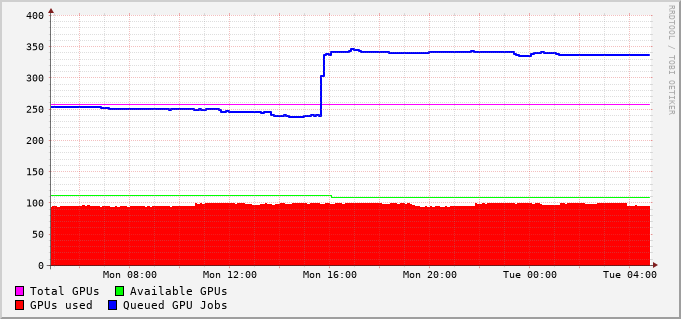 RRDTOOL / TOBI OETIKER
400
350
300
250
200
150
100
50
0
Mon 08:00 Mon 12:00 Mon 16:00 Mon 20:00 Tue 00:00 Tue 04:00
Total GPUs Available GPUs
GPUs used Queued GPU Jobs